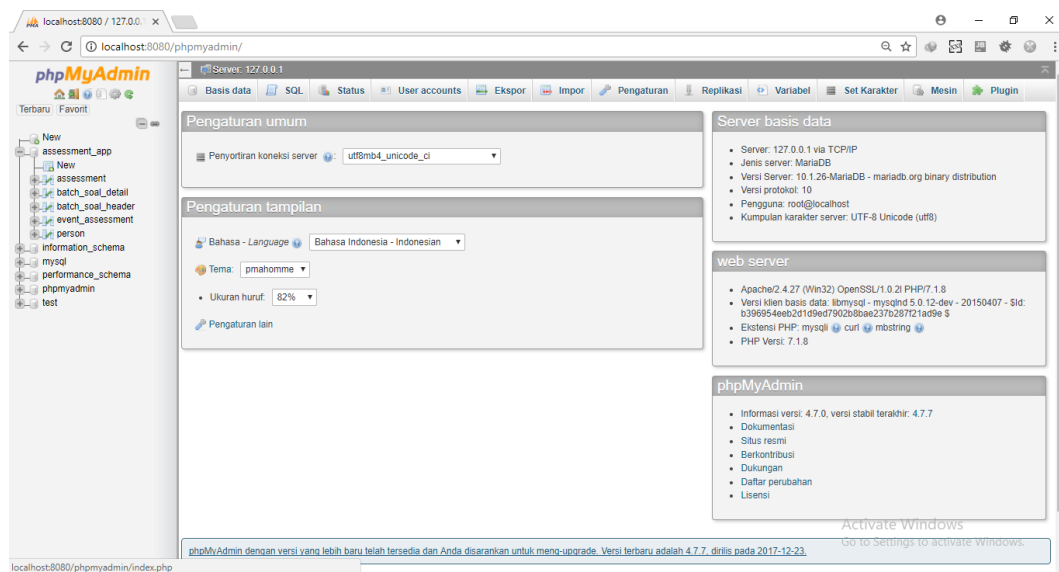 localhost:8080 / 127.0.0.1
localhost:8080/phpmyadmin/
phpMyAdmin
Terbaru Favorit
New
assessment_app
New
assessment
batch_soal_detail
batch_soal_header
event_assessment
person
information_schema
mysql
performance_schema
phpmyadmin
test
Server: 127.0.0.1
Basis data SQL Status User accounts Ekspor Impor Pengaturan Replikasi Variabel Set Karakter Mesin Plugin
Pengaturan umum
Penyortiran koneksi server : utf8mb4_unicode_ci
Pengaturan tampilan
Bahasa - Language Bahasa Indonesia - Indonesian
Tema: pmahomme
Ukuran huruf: 82%
Pengaturan lain
Server basis data
• Server: 127.0.0.1 via TCP/IP
• Jenis server: MariaDB
• Versi Server: 10.1.26-MariaDB - mariadb.org binary distribution
• Versi protokol: 10
• Pengguna: root@localhost
• Kumpulan karakter server: UTF-8 Unicode (utf8)
web server
• Apache/2.4.27 (Win32) OpenSSL/1.0.2l PHP/7.1.8
• Versi klien basis data: libmysql - mysqlnd 5.0.12-dev - 20150407 - $Id:
b396954eeb2d1d9ed7902b8bae237b287f21ad9e $
• Ekstensi PHP: mysqli curl mbstring
• PHP Versi: 7.1.8
phpMyAdmin
• Informasi versi: 4.7.0, versi stabil terakhir: 4.7.7
• Dokumentasi
• Situs resmi
• Berkontribusi
• Dukungan
• Daftar perubahan
• Lisensi
Activate Windows
Go to Settings to activate Windows.
phpMyAdmin dengan versi yang lebih baru telah tersedia dan Anda disarankan untuk meng-upgrade. Versi terbaru adalah 4.7.7, dirilis pada 2017-12-23.
localhost:8080/phpmyadmin/index.php